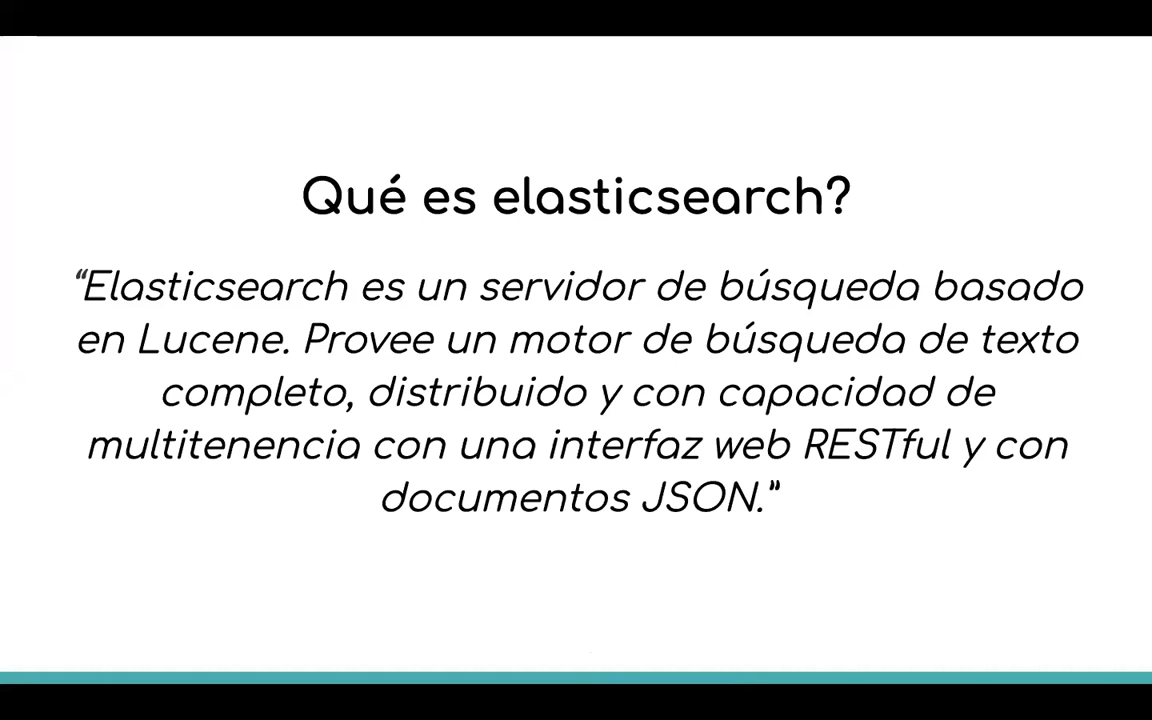 Qué es elasticsearch?
“Elasticsearch es un servidor de búsqueda basado
en Lucene. Provee un motor de búsqueda de texto
completo, distribuido y con capacidad de
multitenencia con una interfaz web RESTful y con
documentos JSON.”